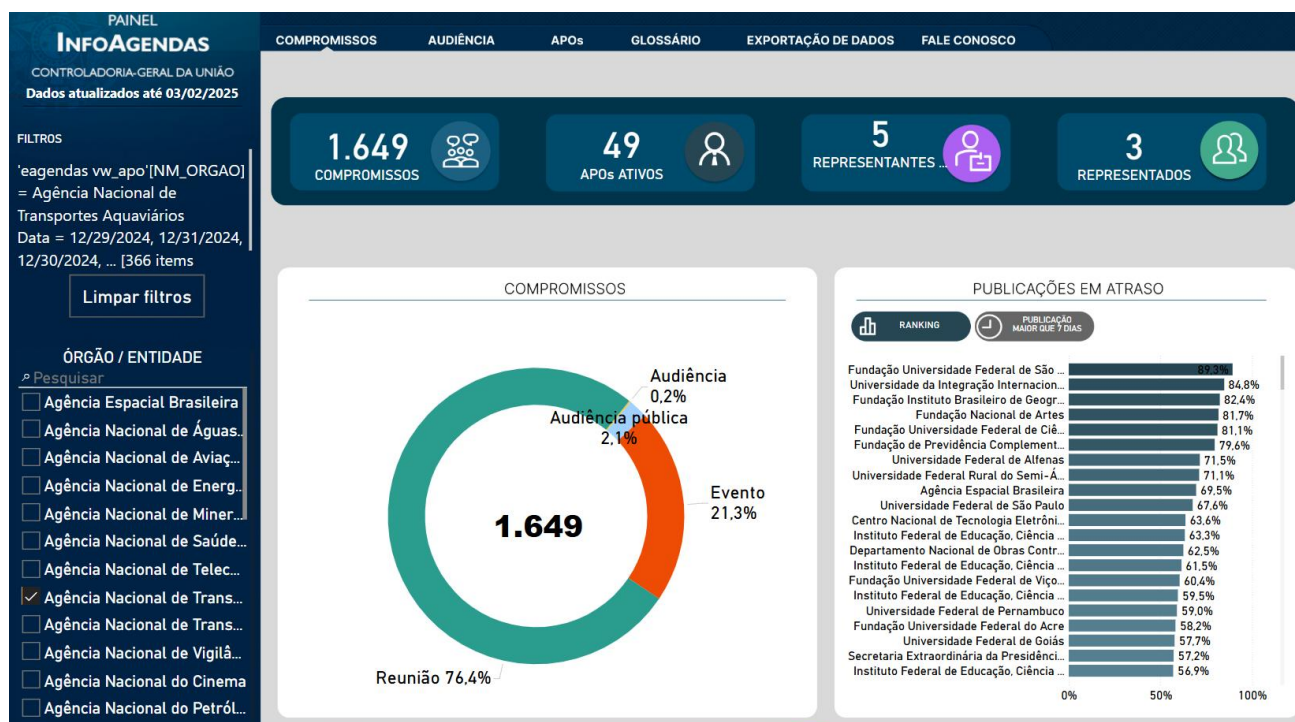 PAINEL
INFOAGENDAS
CONTROLADORIA-GERAL DA UNIÃO
Dados atualizados até 03/02/2025
FILTROS
'eagendas vw_apo'[NM_ORGAO]
= Agência Nacional de
Transportes Aquaviários
Data = 12/29/2024, 12/31/2024,
12/30/2024, ... [366 items
Limpar filtros
ÓRGÃO / ENTIDADE
Pesquisar
Agência Espacial Brasileira
Agência Nacional de Águas..
Agência Nacional de Aviaç...
Agência Nacional de Energ..
Agência Nacional de Miner...
Agência Nacional de Saúde...
Agência Nacional de Telec...
Agência Nacional de Trans...
Agência Nacional de Trans...
Agência Nacional de Vigilâ...
Agência Nacional do Cinema
Agência Nacional do Petról...
COMPROMISSOS AUDIÊNCIA APOs GLOSSÁRIO EXPORTAÇÃO DE DADOS FALE CONOSCO
1.649
COMPROMISSOS
49
APOs ATIVOS
5
REPRESENTANTES ...
3
REPRESENTADOS
COMPROMISSOS
Audiência
0,2%
Audiência pública
2,1%
Evento
21,3%
1.649
Reunião 76,4%
PUBLICAÇÕES EM ATRASO
RANKING
PUBLICAÇÃO
MAIOR QUE 7 DIAS
Fundação Universidade Federal de São ... 89,3%
Universidade da Integração Internacion... 84,8%
Fundação Instituto Brasileiro de Geogr... 82,4%
Fundação Nacional de Artes 81,7%
Fundação Universidade Federal de Ciê... 81,1%
Fundação de Previdência Complement... 79,6%
Universidade Federal de Alfenas 71,5%
Universidade Federal Rural do Semi-Á... 71,1%
Agência Espacial Brasileira 69,5%
Universidade Federal de São Paulo 67,6%
Centro Nacional de Tecnologia Eletrôni... 63,6%
Instituto Federal de Educação, Ciência ... 63,3%
Departamento Nacional de Obras Contr... 62,5%
Instituto Federal de Educação, Ciência ... 61,5%
Fundação Universidade Federal de Viço... 60,4%
Instituto Federal de Educação, Ciência ... 59,5%
Universidade Federal de Pernambuco 59,0%
Fundação Universidade Federal do Acre 58,2%
Universidade Federal de Goiás 57,7%
Secretaria Extraordinária da Presidênci... 57,2%
Instituto Federal de Educação, Ciência ... 56,9%
0% 50% 100%